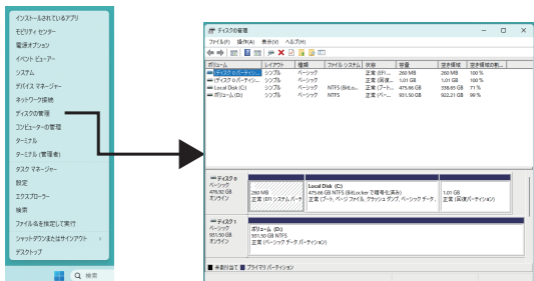 インストールされているアプリ
モビリティ センター
電源オプション
イベント ビューアー
システム
デバイス マネージャー
ネットワーク接続
ディスクの管理
コンピューターの管理
ターミナル
ターミナル (管理者)
タスク マネージャー
設定
エクスプローラー
検索
ファイル名を指定して実行
シャットダウンまたはサインアウト
デスクトップ
検索
ディスクの管理
ファイル(F) 操作(A) 表示(V) ヘルプ(H)
ボリューム レイアウト 種類 ファイル システム 状態 容量 空き領域 空き領域の割...
(ディスク 0 パーティシ... シンプル ベーシック 正常 (EFI ... 260 MB 260 MB 100 %
(ディスク 0 パーティシ... シンプル ベーシック 正常 (回復... 1.01 GB 1.01 GB 100 %
Local Disk (C:) シンプル ベーシック NTFS (BitLo... 正常 (ブート... 475.66 GB 338.65 GB 71 %
ボリューム (D:) シンプル ベーシック NTFS 正常 (ベー... 931.50 GB 922.21 GB 99 %
ディスク 0
ベーシック
476.92 GB
オンライン
260 MB
正常 (EFI システム パーテ
Local Disk (C:)
475.66 GB NTFS (BitLocker で暗号化済み)
正常 (ブート, ページ ファイル, クラッシュ ダンプ, ベーシック データ
1.01 GB
正常 (回復パーティション)
ディスク 1
ベーシック
931.50 GB
オンライン
ボリューム (D:)
931.50 GB NTFS
正常 (ベーシック データ パーティション)
未割り当て プライマリ パーティション